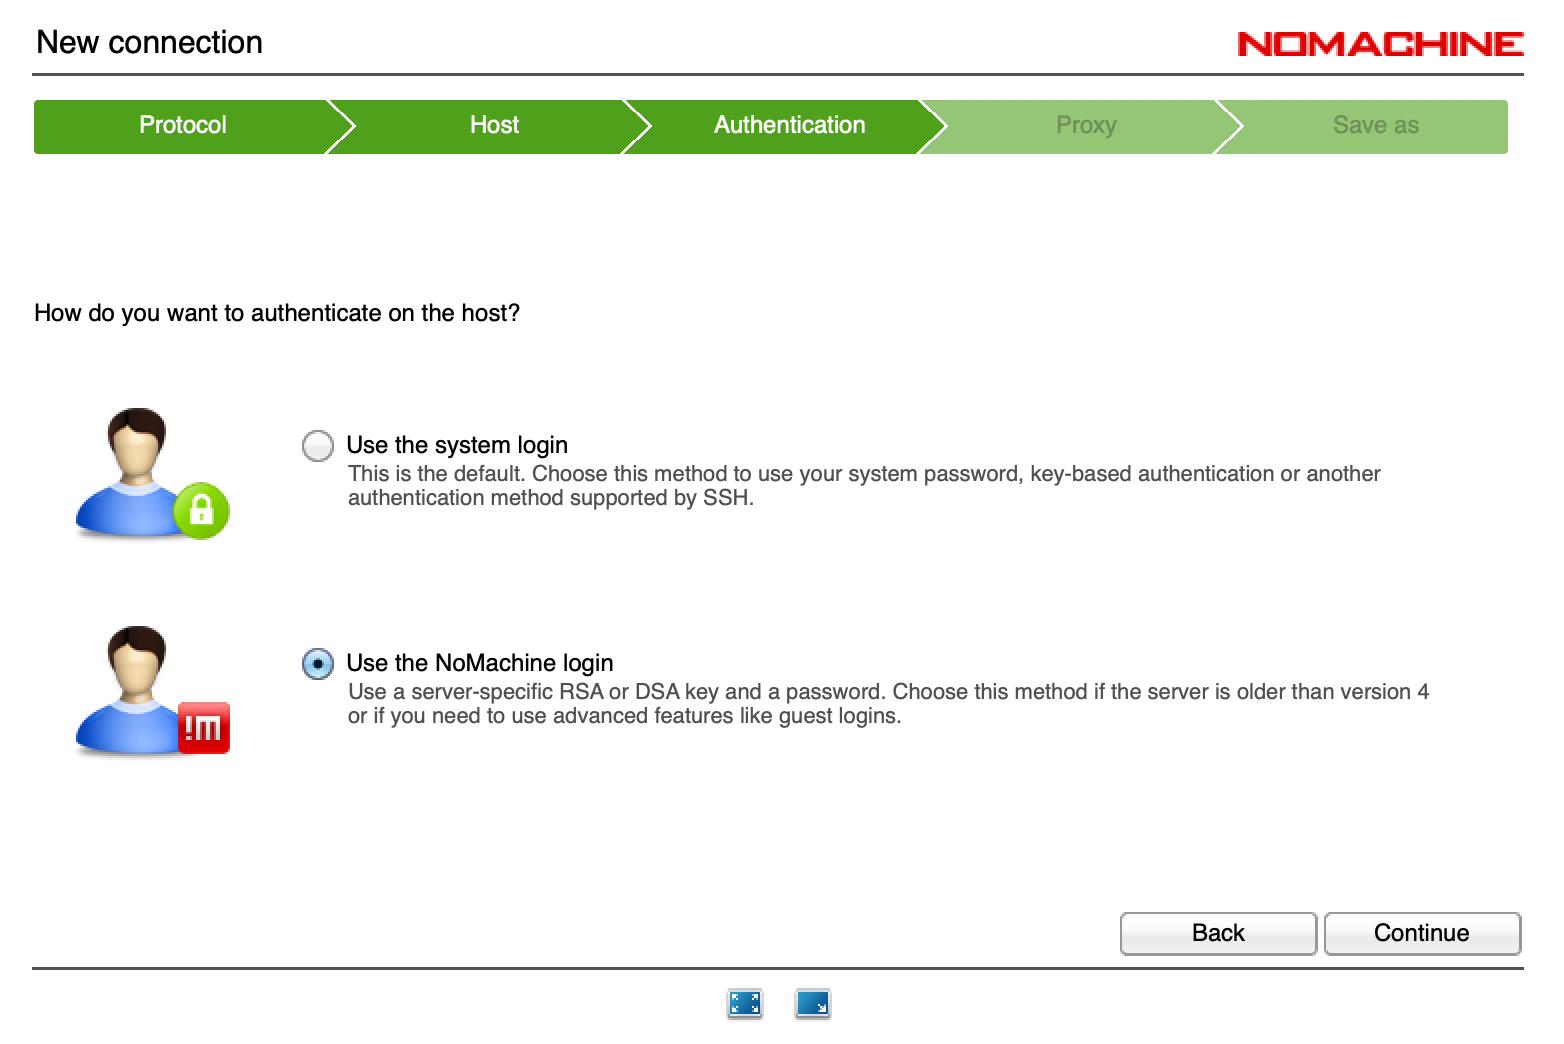 New connection
NOMACHINE
Protocol
Host
Authentication
Proxy
Save as
How do you want to authenticate on the host?
Use the system login
This is the default. Choose this method to use your system password, key-based authentication or another
authentication method supported by SSH.
!m
Use the NoMachine login
Use a server-specific RSA or DSA key and a password. Choose this method if the server is older than version 4
or if you need to use advanced features like guest logins.
Back
Continue